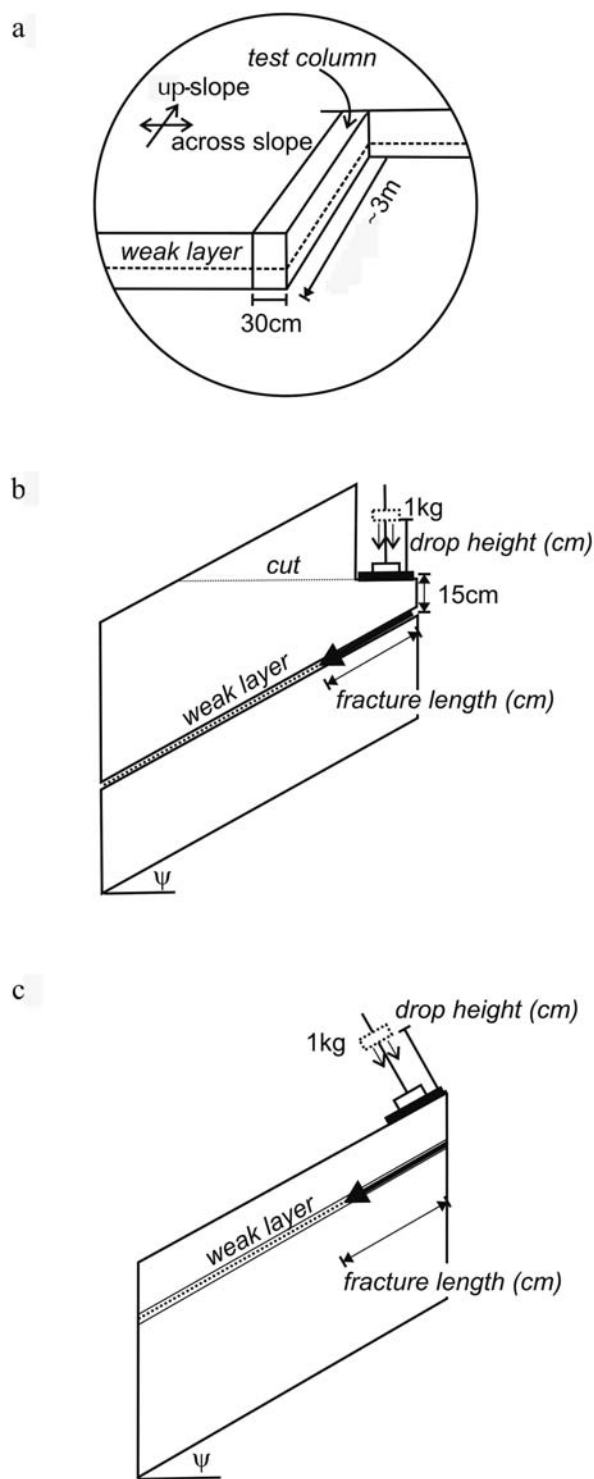 a
test column
up-slope
across slope
weak layer
~3m
30cm
b
1kg
drop height (cm)
cut
15cm
weak layer
fracture length (cm)
ψ
c
drop height (cm)
1kg
weak layer
fracture length (cm)
ψ